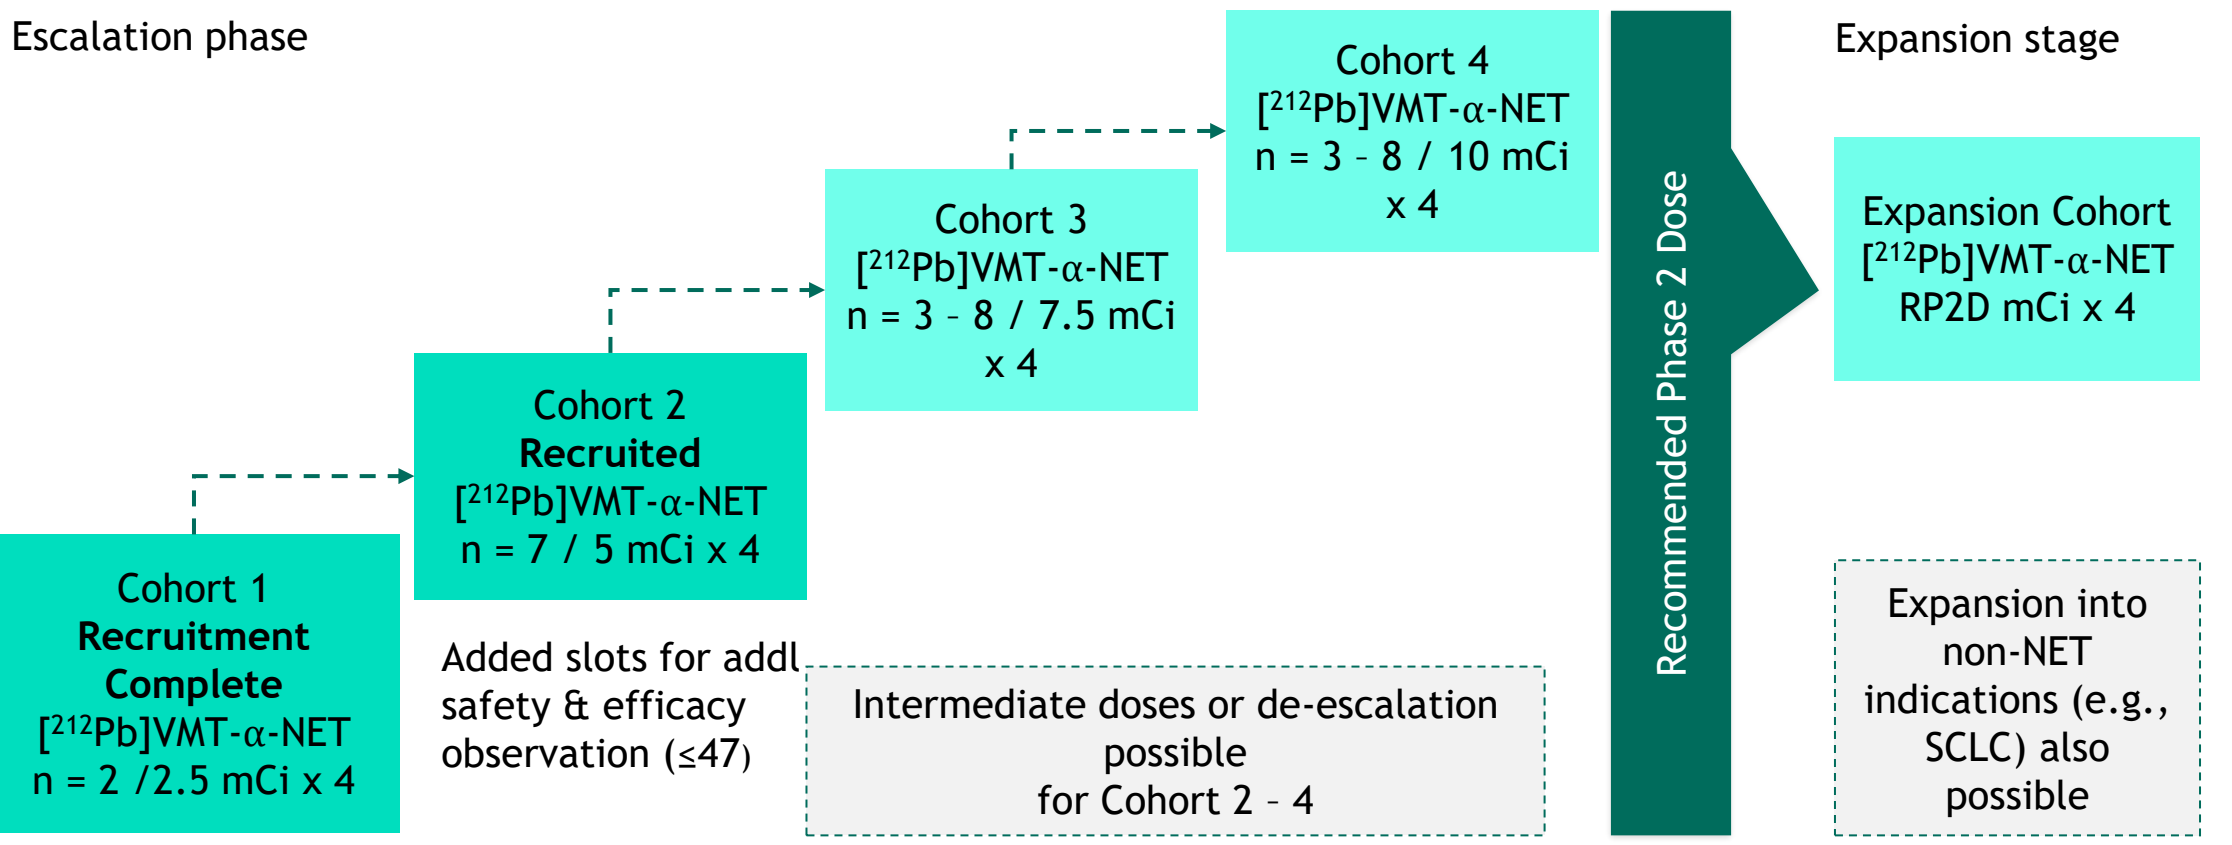 Escalation phase
Cohort 1
Recruitment
Complete
[²¹²Pb]VMT-α-NET
n = 2 /2.5 mCi x 4
Cohort 2
Recruited
[²¹²Pb]VMT-α-NET
n = 7 / 5 mCi x 4
Added slots for addl
safety & efficacy
observation (≤47)
Cohort 3
[²¹²Pb]VMT-α-NET
n = 3 – 8 / 7.5 mCi
x 4
Cohort 4
[²¹²Pb]VMT-α-NET
n = 3 – 8 / 10 mCi
x 4
Intermediate doses or de-escalation
possible
for Cohort 2 – 4
Recommended Phase 2 Dose
Expansion stage
Expansion Cohort
[²¹²Pb]VMT-α-NET
RP2D mCi x 4
Expansion into
non-NET
indications (e.g.,
SCLC) also
possible